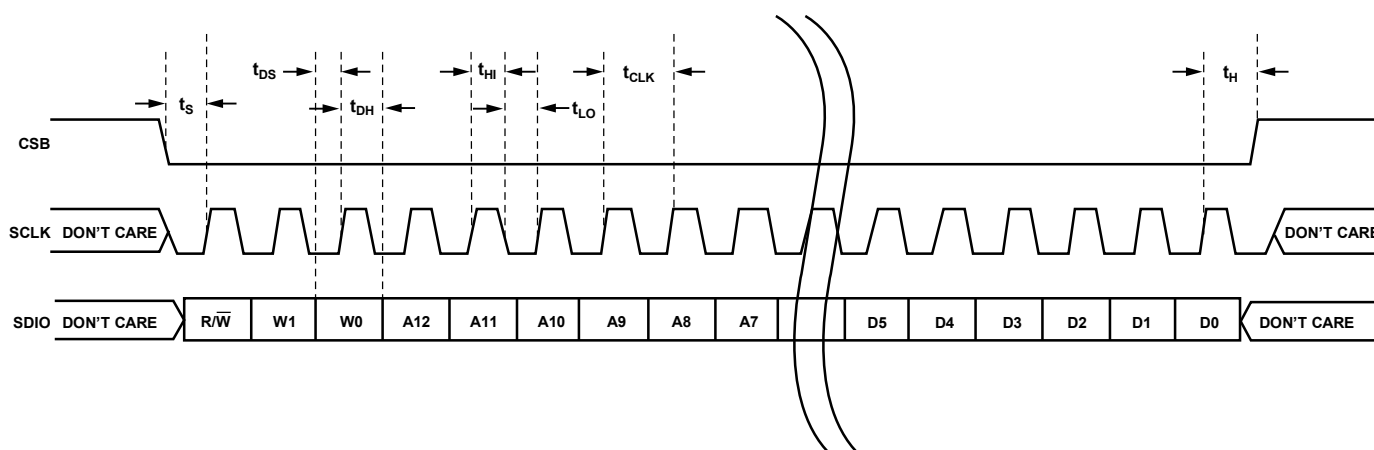 tDS
tHI
tCLK
tH
tS
tDH
tLO
CSB
SCLK DON'T CARE DON'T CARE
SDIO DON'T CARE R/W̅ W1 W0 A12 A11 A10 A9 A8 A7 D5 D4 D3 D2 D1 D0 DON'T CARE